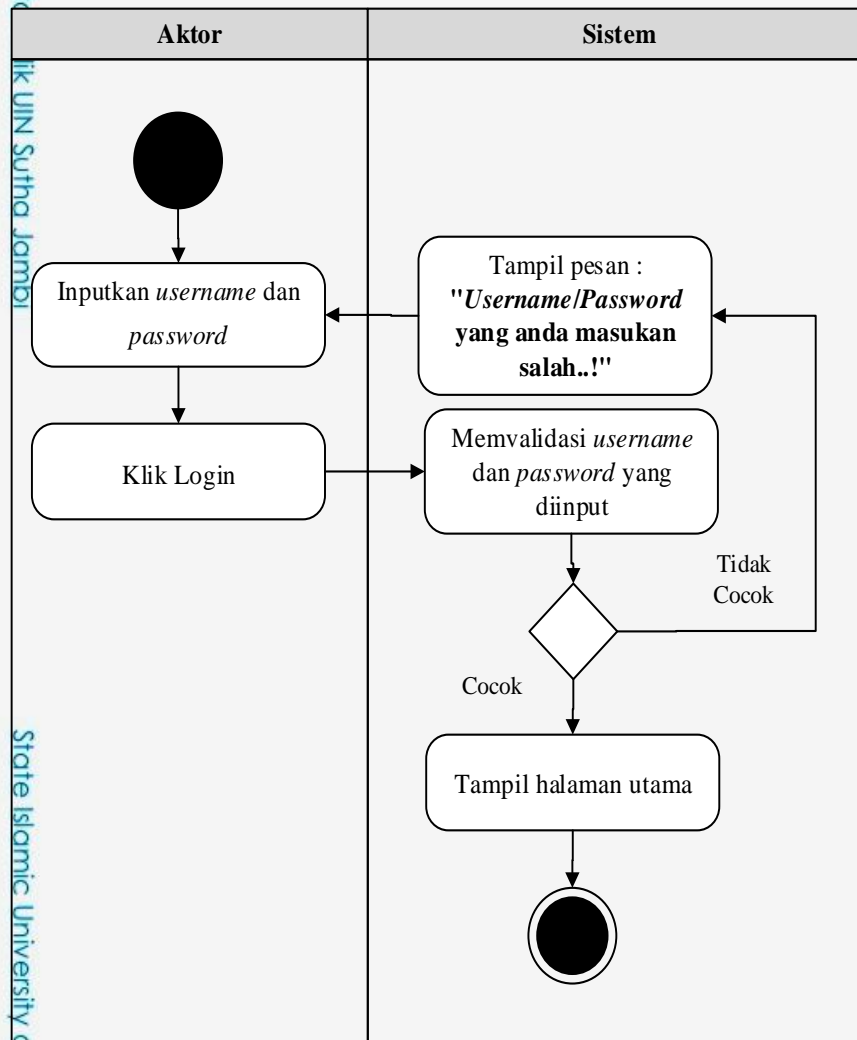 Aktor
Sistem
Inputkan username dan
password
Tampil pesan :
"Username/Password
yang anda masukan
salah..!"
Klik Login
Memvalidasi username
dan password yang
diinput
Tidak
Cocok
Cocok
Tampil halaman utama
UIN Sutha Jambi
State Islamic University